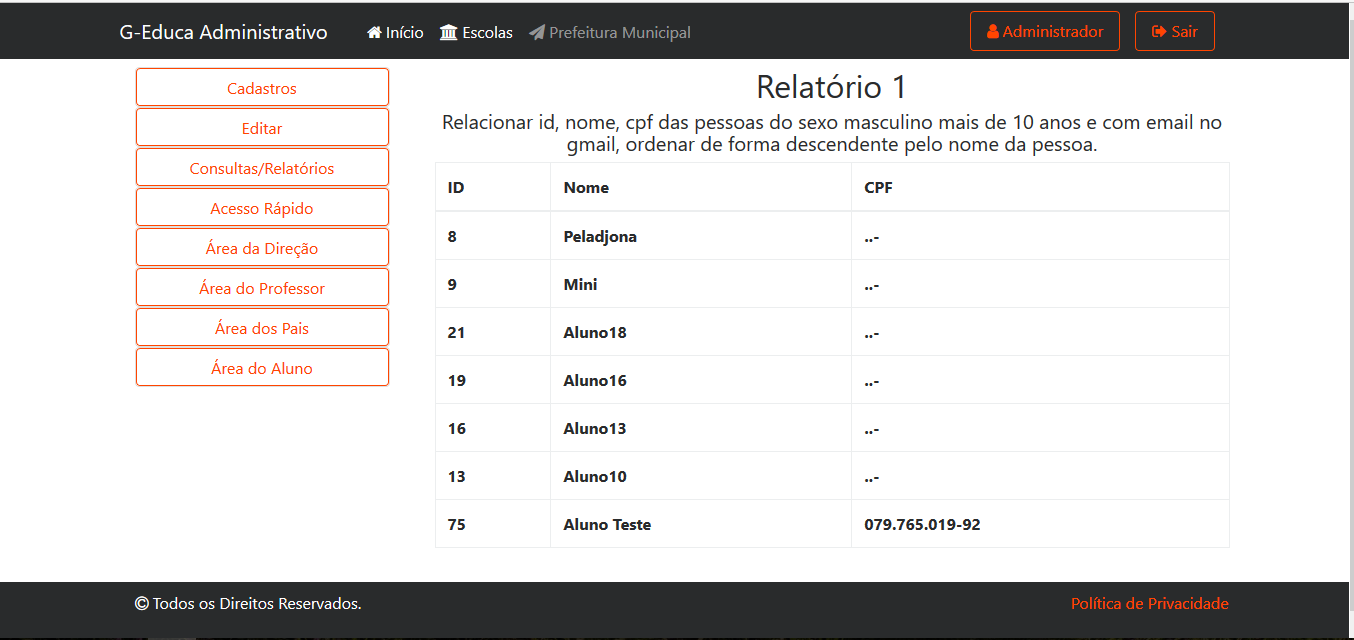 G-Educa Administrativo Início Escolas Prefeitura Municipal Administrador Sair
Cadastros
Editar
Consultas/Relatórios
Acesso Rápido
Área da Direção
Área do Professor
Área dos Pais
Área do Aluno
Relatório 1
Relacionar id, nome, cpf das pessoas do sexo masculino mais de 10 anos e com email no
gmail, ordenar de forma descendente pelo nome da pessoa.
ID Nome CPF
8 Peladjona ..-
9 Mini ..-
21 Aluno18 ..-
19 Aluno16 ..-
16 Aluno13 ..-
13 Aluno10 ..-
75 Aluno Teste 079.765.019-92
© Todos os Direitos Reservados. Política de Privacidade